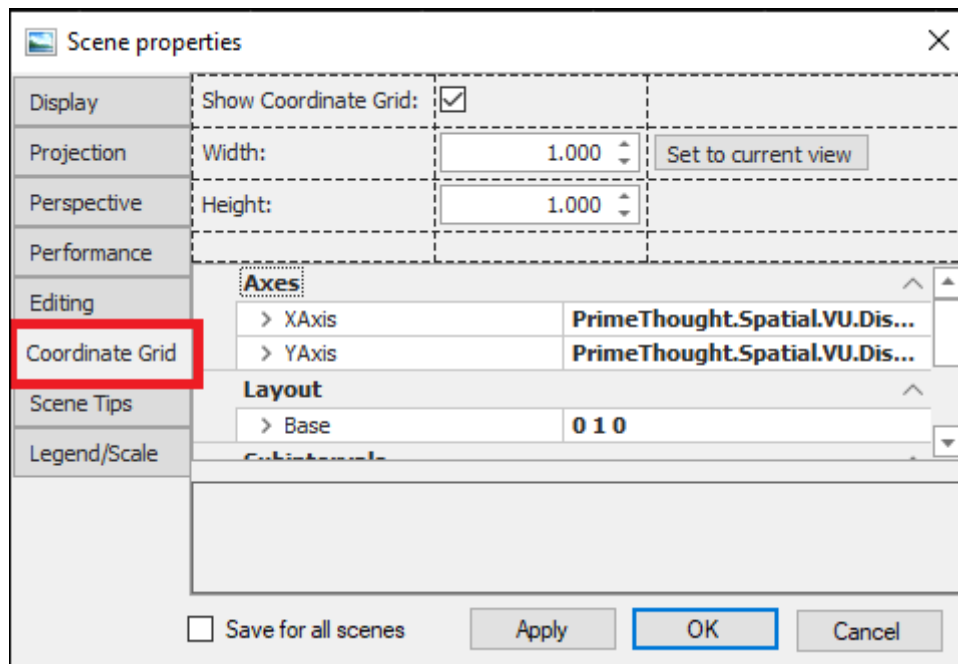 Scene properties
Display
Projection
Perspective
Performance
Editing
Coordinate Grid
Scene Tips
Legend/Scale
Show Coordinate Grid:
Width: 1.000 Set to current view
Height: 1.000
Axes
XAxis PrimeThought.Spatial.VU.Dis...
YAxis PrimeThought.Spatial.VU.Dis...
Layout
Base 0 1 0
Subintervals
Save for all scenes Apply OK Cancel